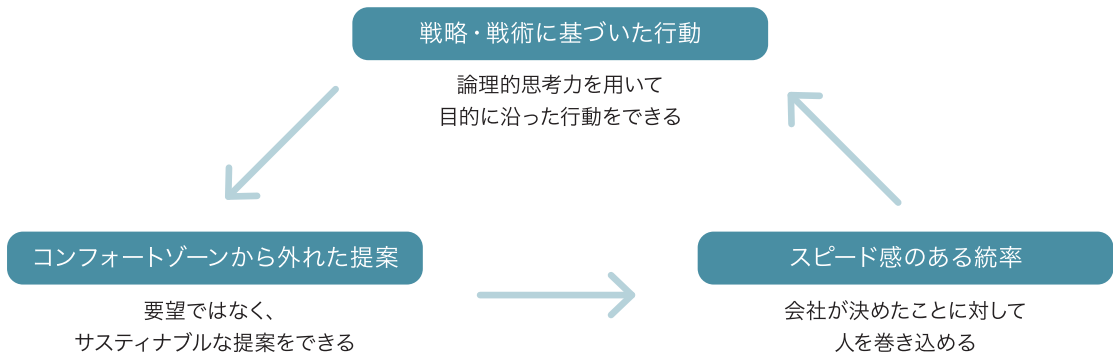 戦略・戦術に基づいた行動
論理的思考力を用いて
目的に沿った行動をできる
コンフォートゾーンから外れた提案
要望ではなく、
サスティナブルな提案をできる
スピード感のある統率
会社が決めたことに対して
人を巻き込める